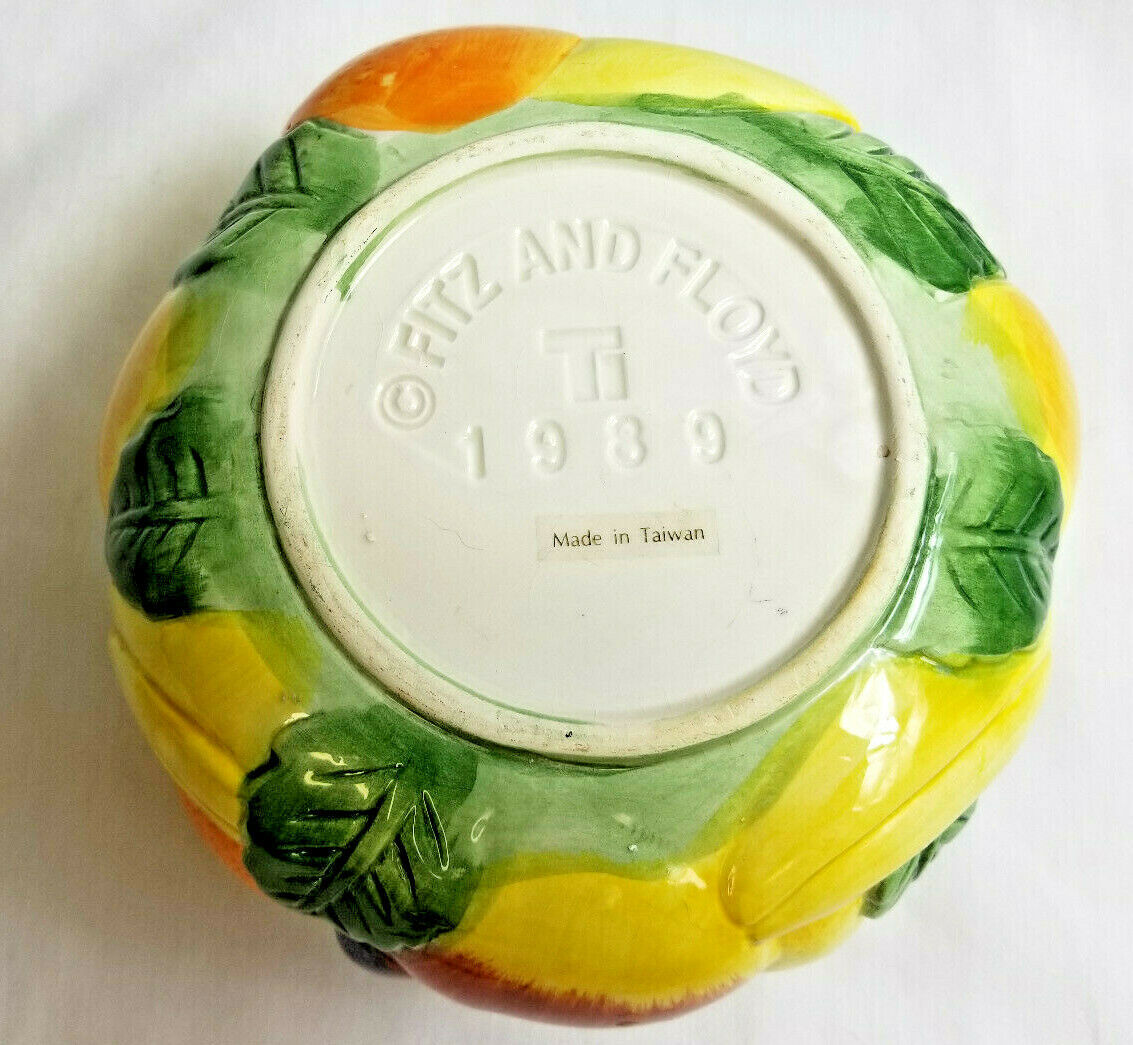 © FITZ AND FLOYD
TI
1989
Made in Taiwan